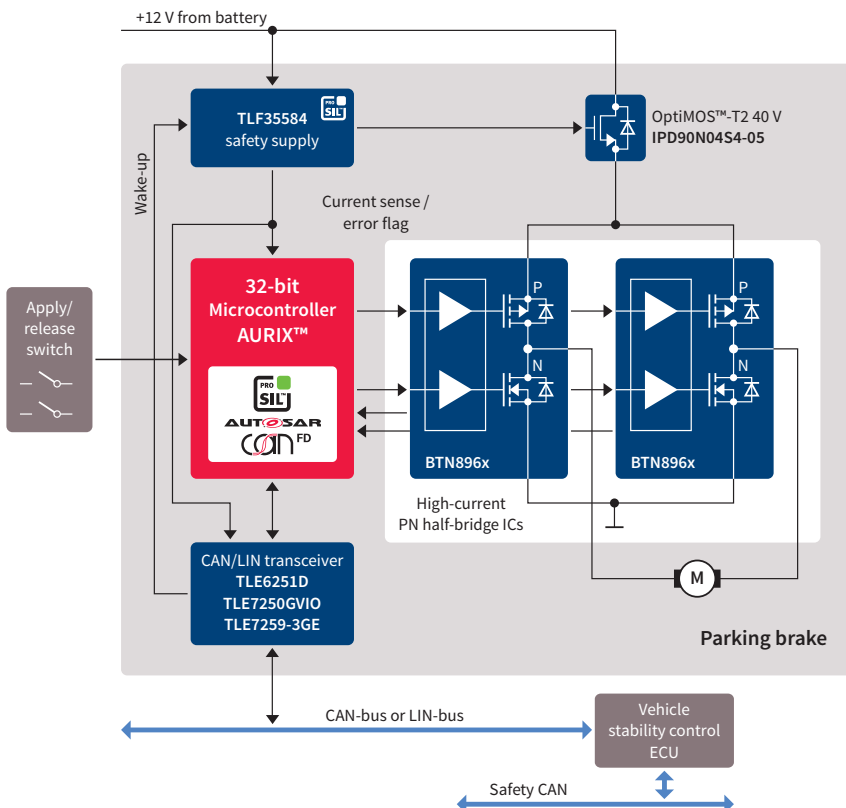 +12 V from battery
TLF35584
PRO
SIL
safety supply
OptiMOS™-T2 40 V
IPD90N04S4-05
Wake-up
Current sense /
error flag
Apply/
release
switch
32-bit
Microcontroller
AURIX™
PRO
SIL™
AUTOSAR
CAN FD
P
N
BTN896x
P
N
BTN896x
High-current
PN half-bridge ICs
CAN/LIN transceiver
TLE6251D
TLE7250GVIO
TLE7259-3GE
M
Parking brake
CAN-bus or LIN-bus
Vehicle
stability control
ECU
Safety CAN